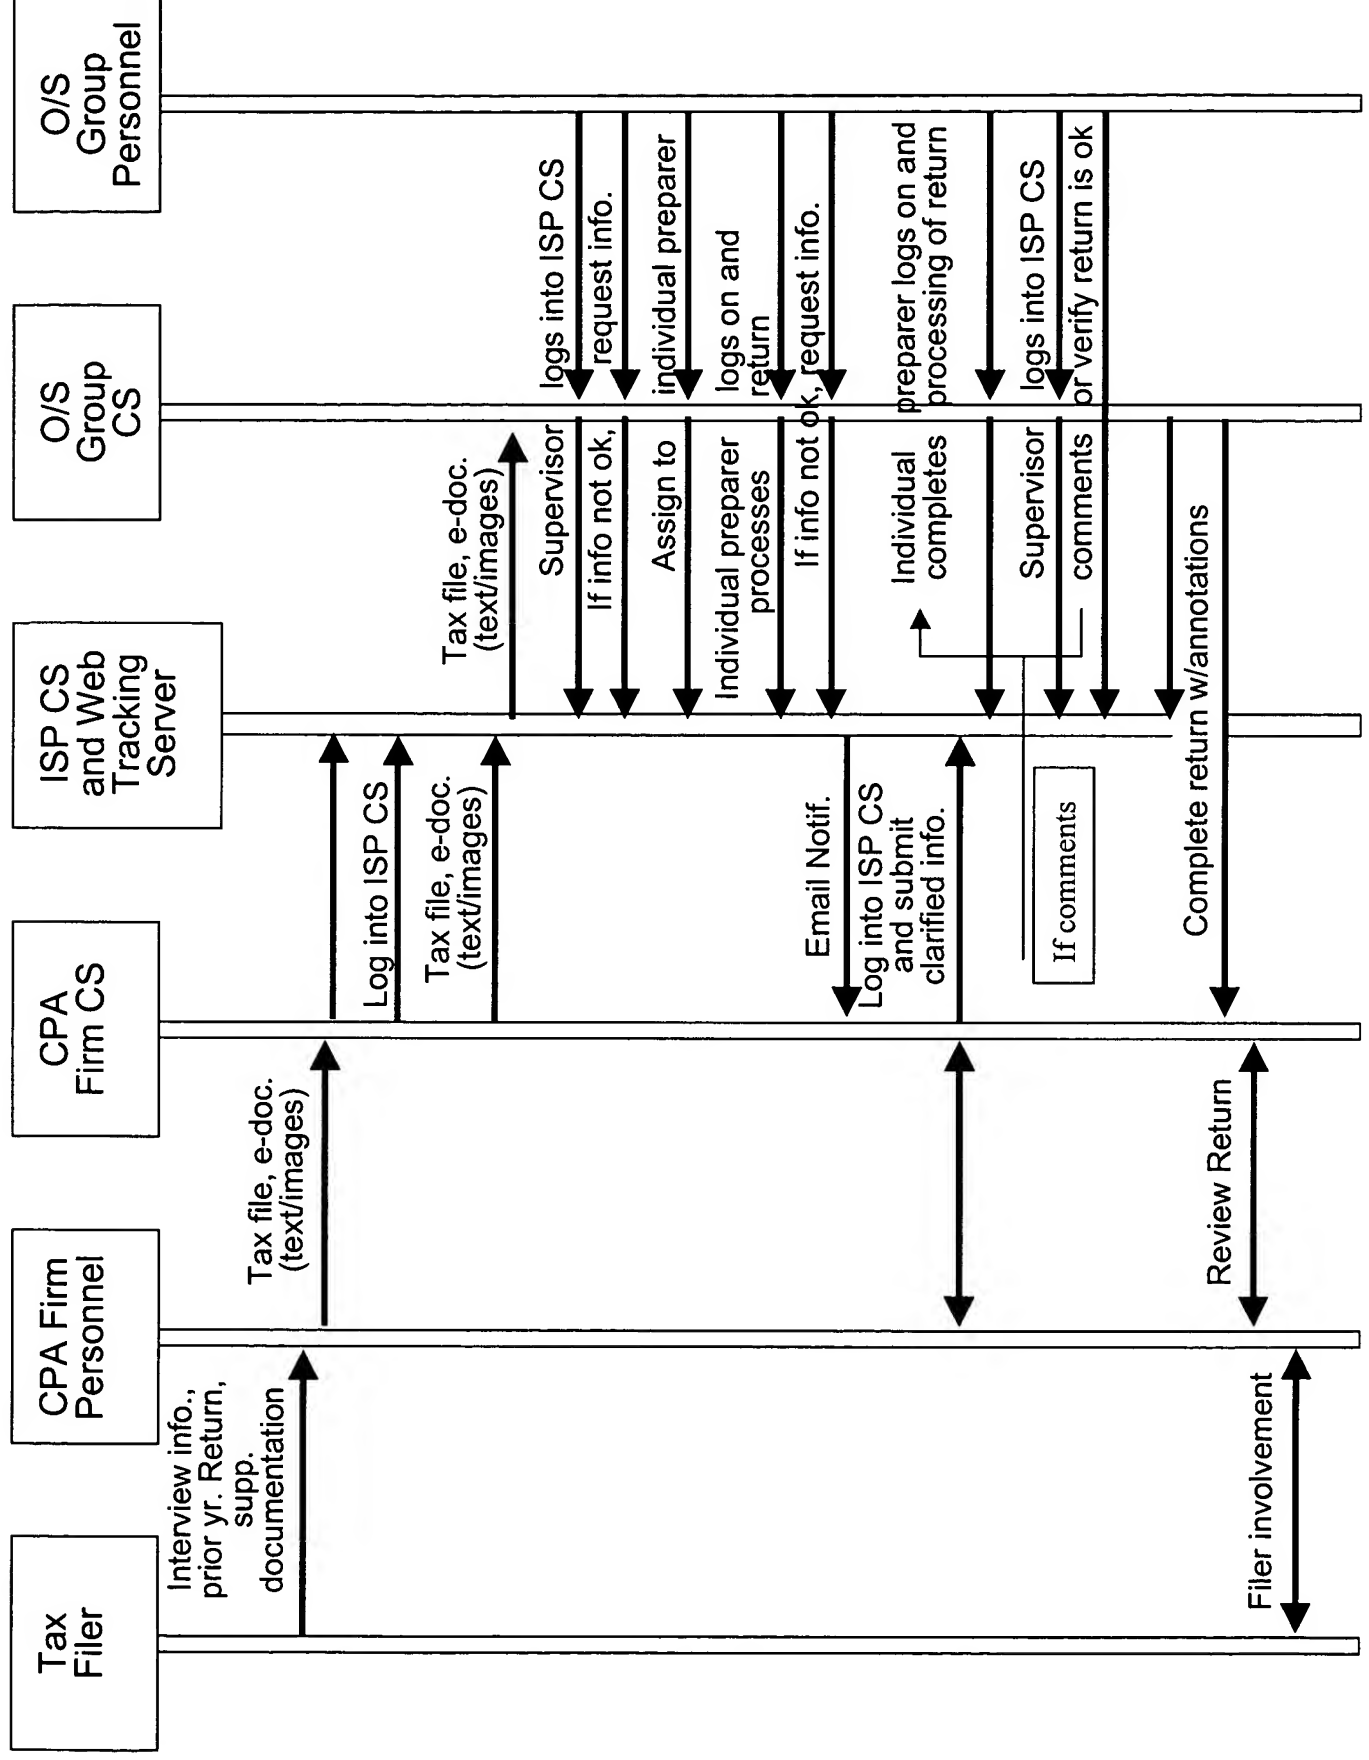 Tax
Filer
CPA Firm
Personnel
CPA
Firm CS
ISP CS
and Web
Tracking
Server
O/S
Group
CS
O/S
Group
Personnel
Interview info.,
prior yr. Return,
supp.
documentation
Tax file, e-doc.
(text/images)
Log into ISP CS
Tax file, e-doc.
(text/images)
Tax file, e-doc.
(text/images)
Supervisor logs into ISP CS
If info not ok, request info.
Assign to individual preparer
Individual preparer logs on and
processes return
If info not ok, request info.
Email Notif.
Log into ISP CS
and submit
clarified info.
Individual preparer logs on and
completes processing of return
Supervisor logs into ISP CS
comments or verify return is ok
If comments
Complete return w/annotations
Review Return
Filer involvement